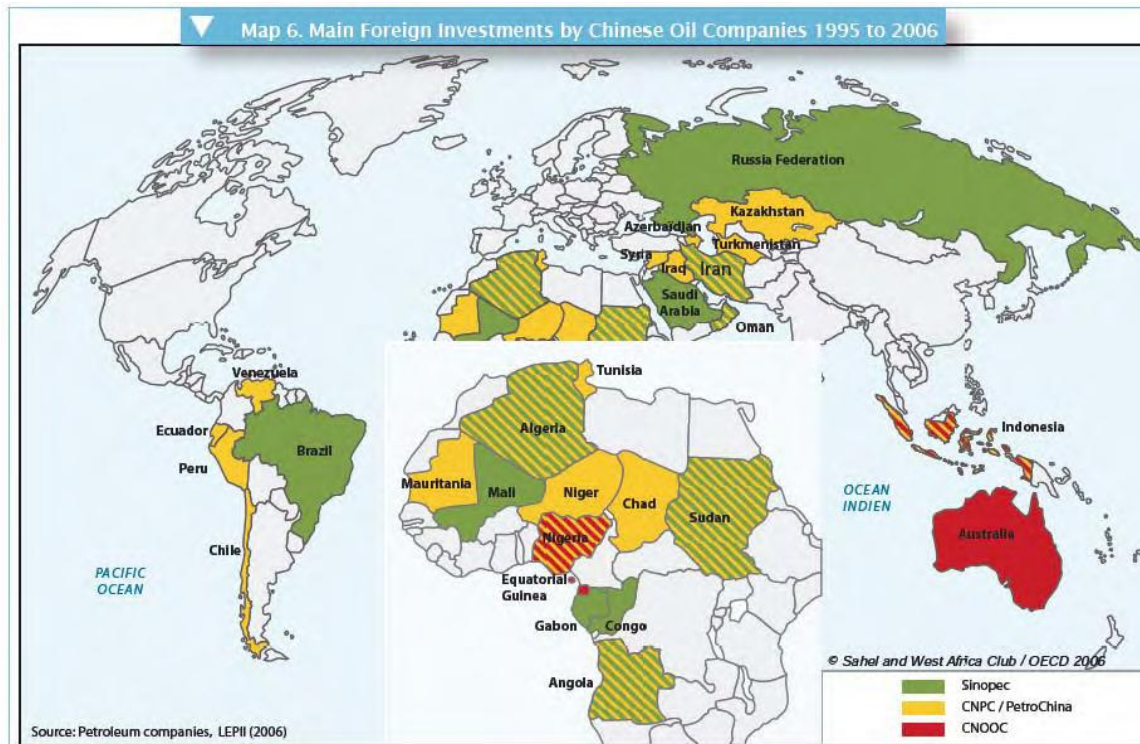 Map 6. Main Foreign Investments by Chinese Oil Companies 1995 to 2006
Russia Federation
Kazakhstan
Azerbaïdjan
Turkmenistan
Syria
Iraq
Iran
Saudi
Arabia
Oman
Venezuela
Ecuador
Peru
Brazil
Chile
PACIFIC
OCEAN
Tunisia
Algeria
Mauritania
Mali
Niger
Chad
Sudan
Nigeria
Equatorial
Guinea
Gabon
Congo
Angola
Indonesia
OCEAN
INDIEN
Australia
© Sahel and West Africa Club / OECD 2006
Sinopec
CNPC / PetroChina
CNOOC
Source: Petroleum companies, LEPII (2006)